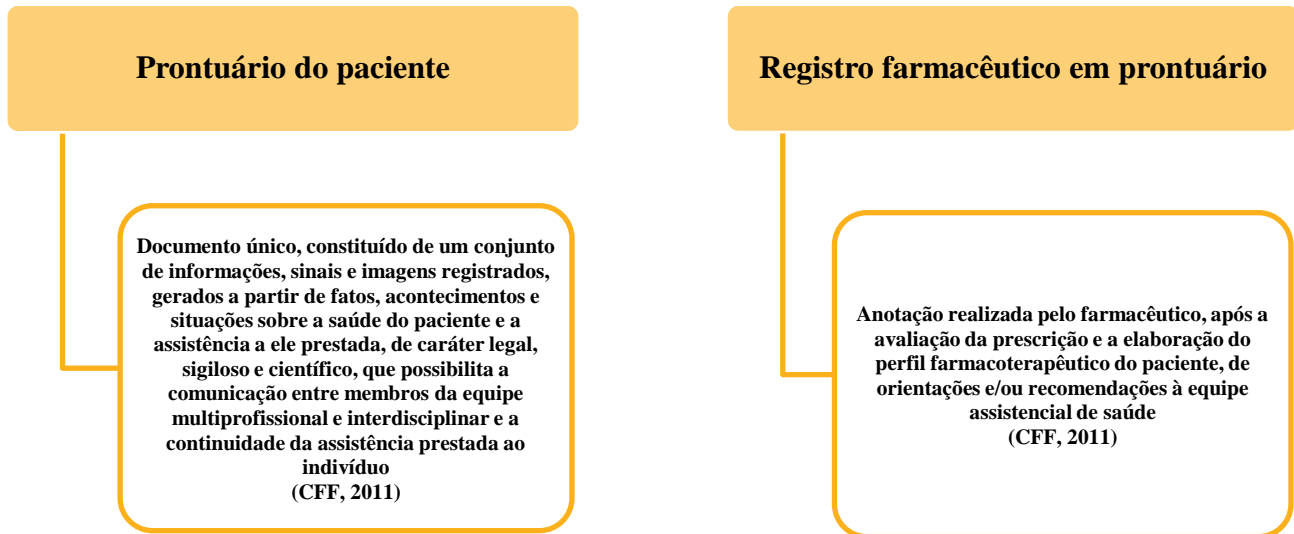 Prontuário do paciente
Documento único, constituído de um conjunto
de informações, sinais e imagens registrados,
gerados a partir de fatos, acontecimentos e
situações sobre a saúde do paciente e a
assistência a ele prestada, de caráter legal,
sigiloso e científico, que possibilita a
comunicação entre membros da equipe
multiprofissional e interdisciplinar e a
continuidade da assistência prestada ao
indivíduo
(CFF, 2011)
Registro farmacêutico em prontuário
Anotação realizada pelo farmacêutico, após a
avaliação da prescrição e a elaboração do
perfil farmacoterapêutico do paciente, de
orientações e/ou recomendações à equipe
assistencial de saúde
(CFF, 2011)